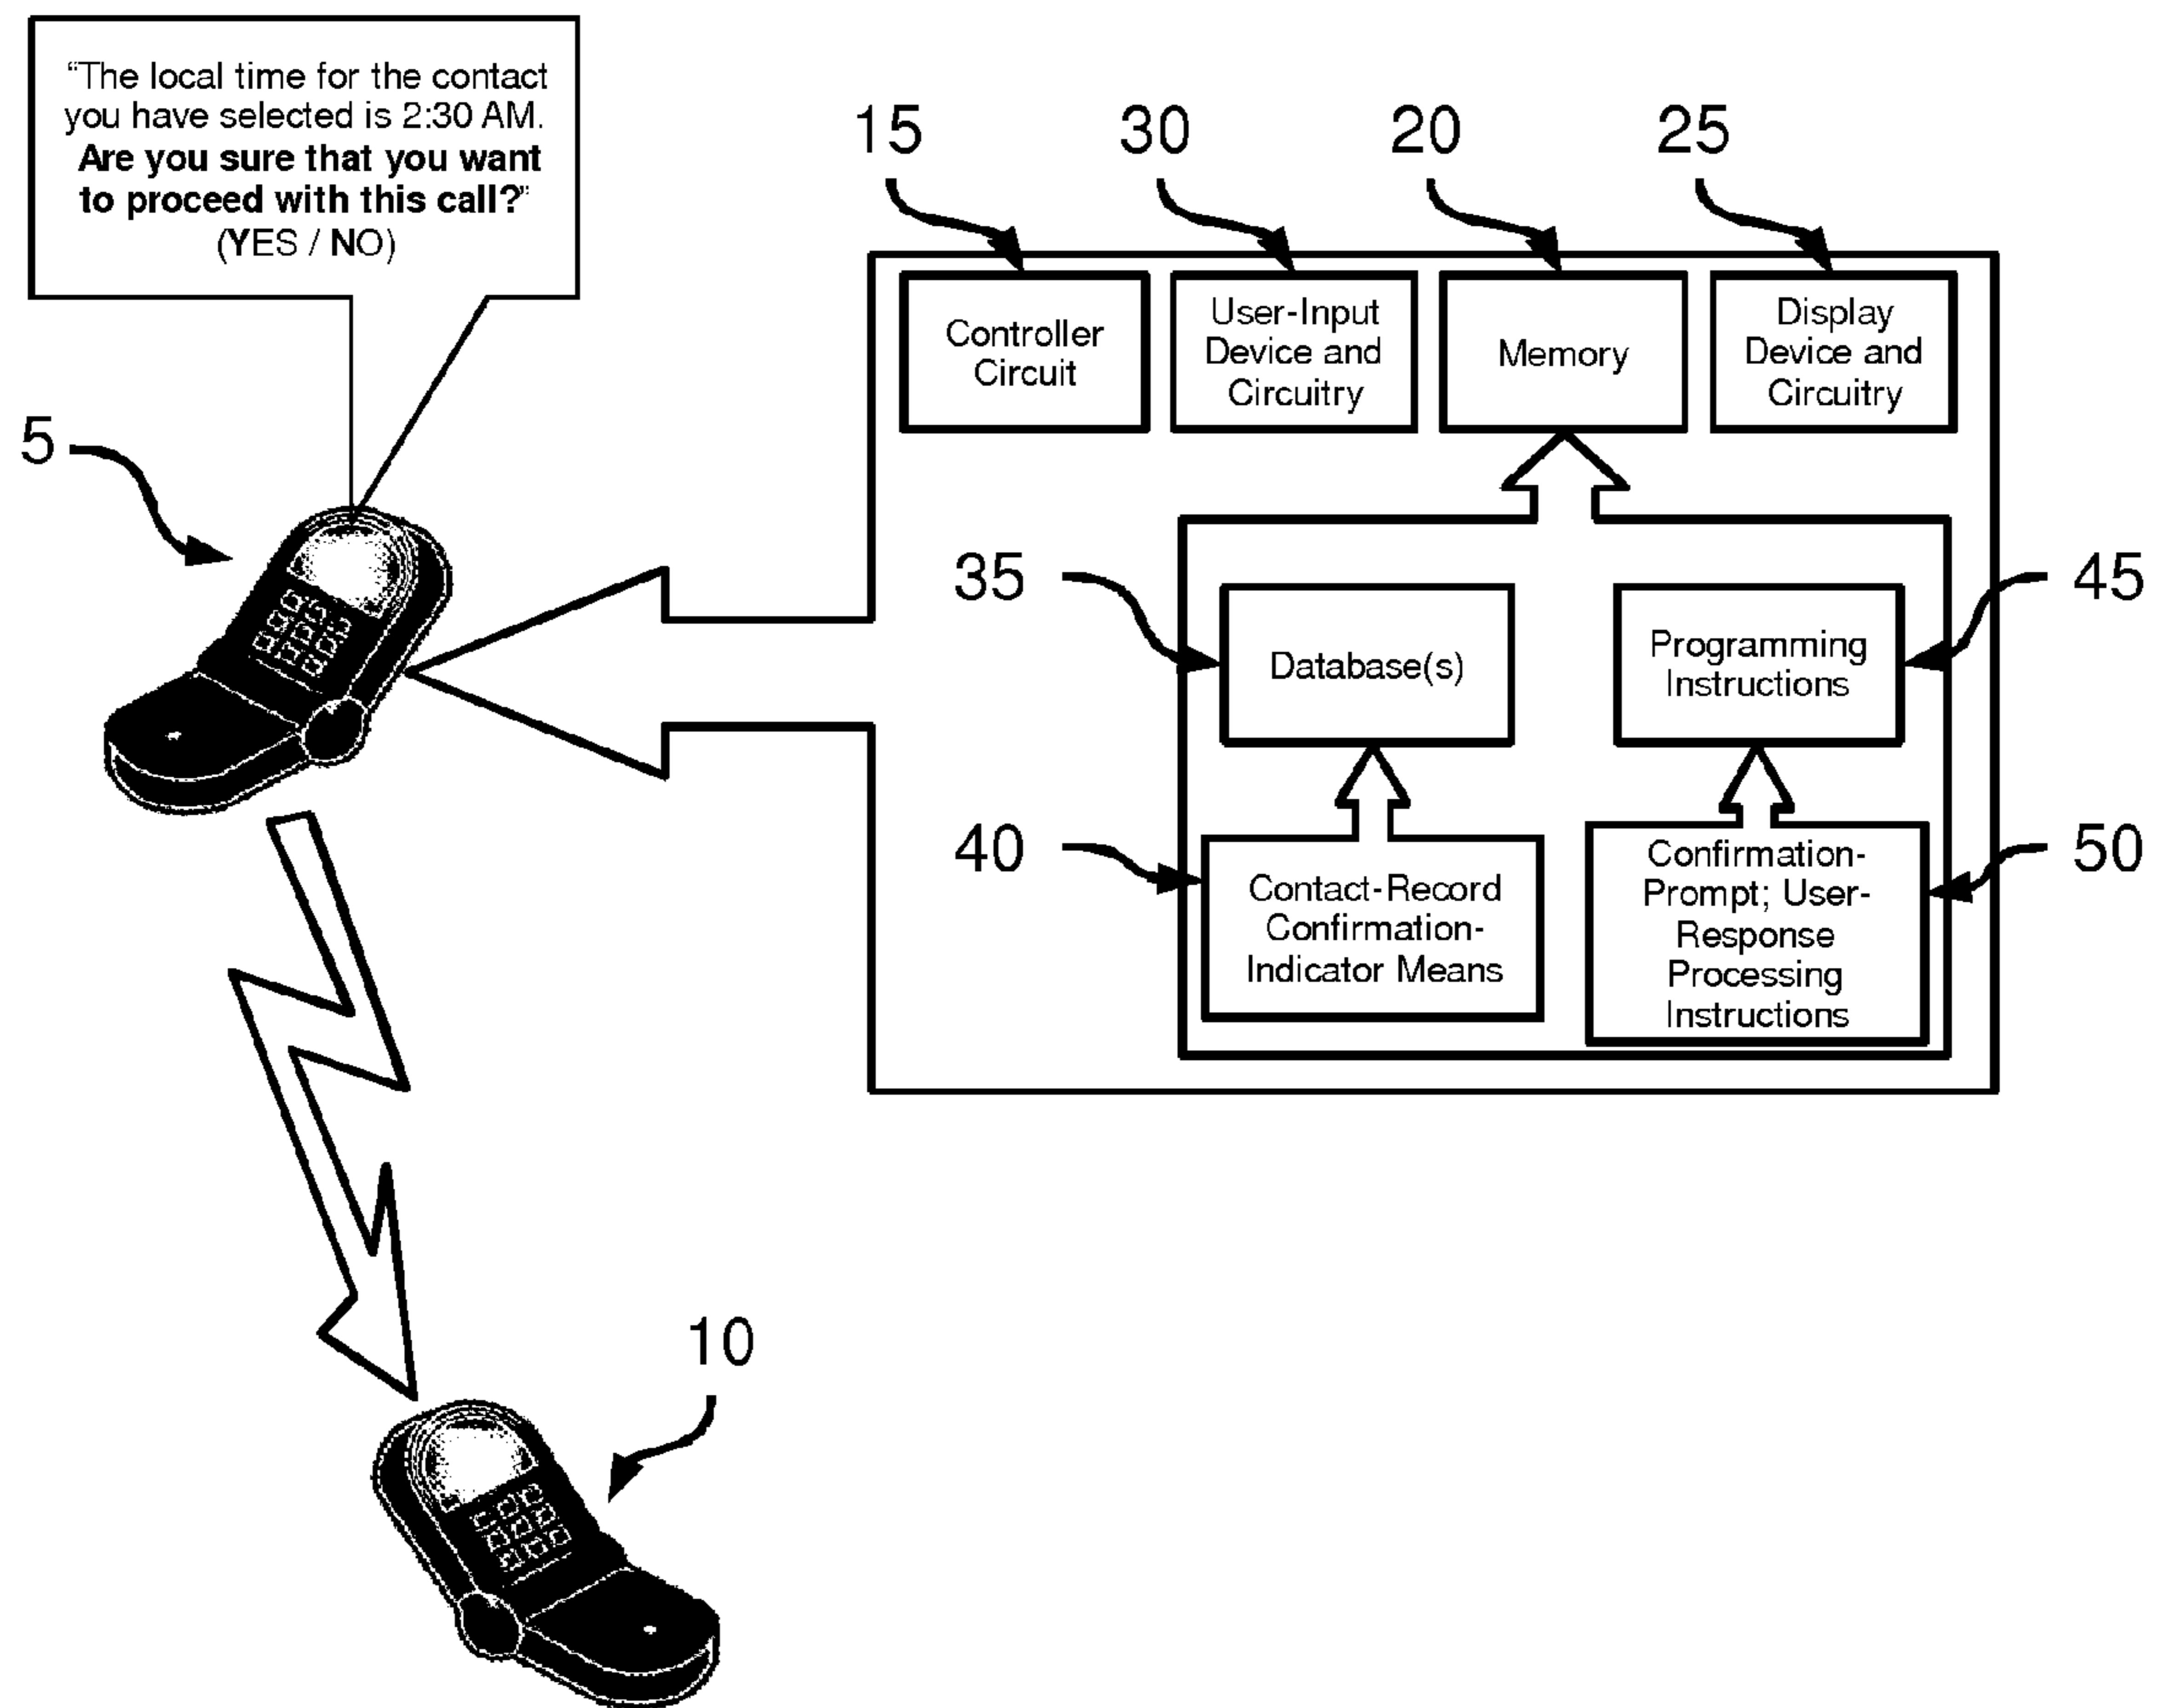 “The local time for the contact
you have selected is 2:30 AM.
Are you sure that you want
to proceed with this call?”
(YES / NO)
15
30
20
25
Controller
Circuit
User-Input
Device and
Circuitry
Memory
Display
Device and
Circuitry
5
35
45
Database(s)
Programming
Instructions
40
50
Contact-Record
Confirmation-
Indicator Means
Confirmation-
Prompt; User-
Response
Processing
Instructions
10